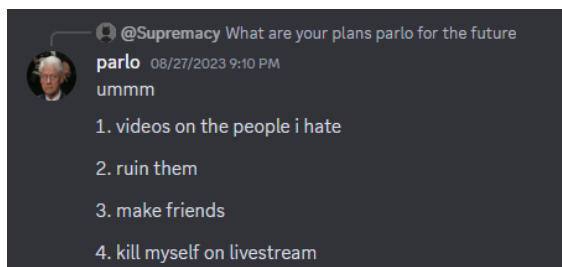 @Supremacy What are your plans parlo for the future
parlo 08/27/2023 9:10 PM
ummm
1. videos on the people i hate
2. ruin them
3. make friends
4. kill myself on livestream